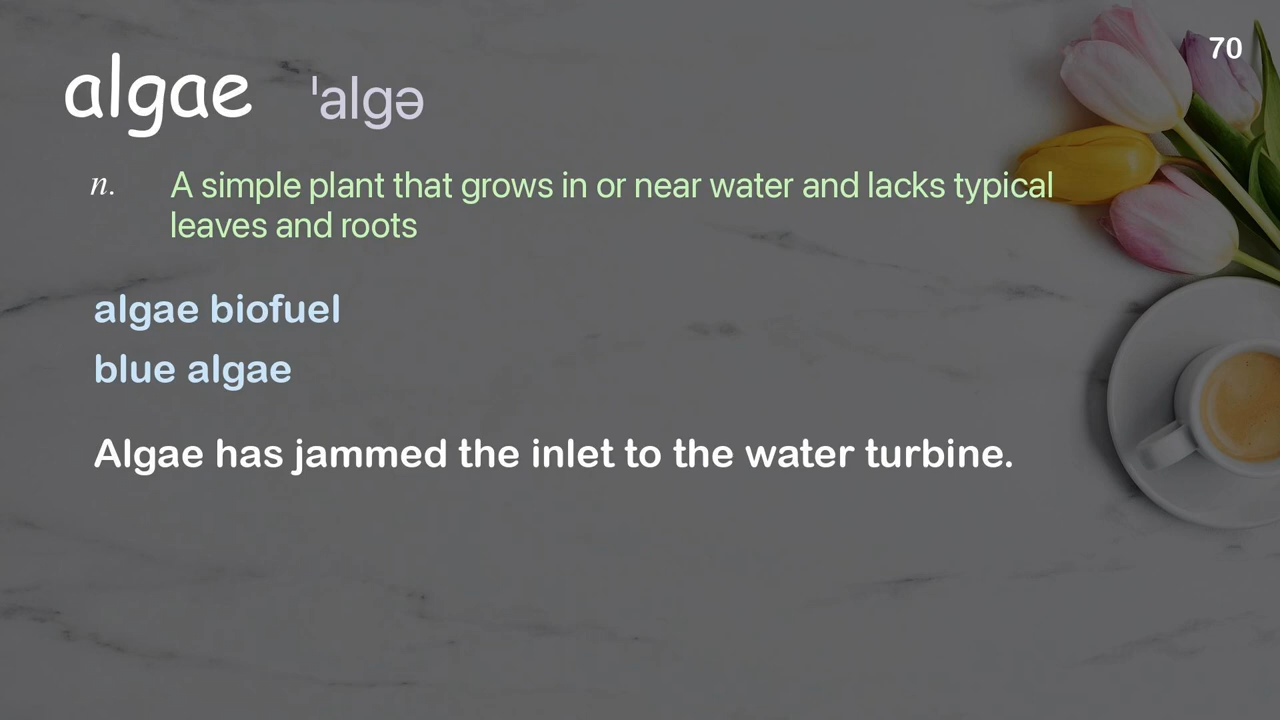 70
algae ˈalgə
n. A simple plant that grows in or near water and lacks typical
leaves and roots
algae biofuel
blue algae
Algae has jammed the inlet to the water turbine.